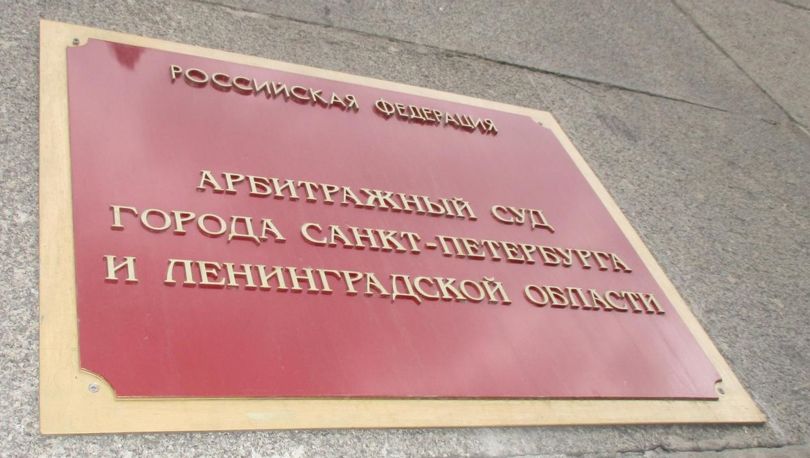 РОССИЙСКАЯ ФЕДЕРАЦИЯ
АРБИТРАЖНЫЙ СУД
ГОРОДА САНКТ-ПЕТЕРБУРГА
И ЛЕНИНГРАДСКОЙ ОБЛАСТИ